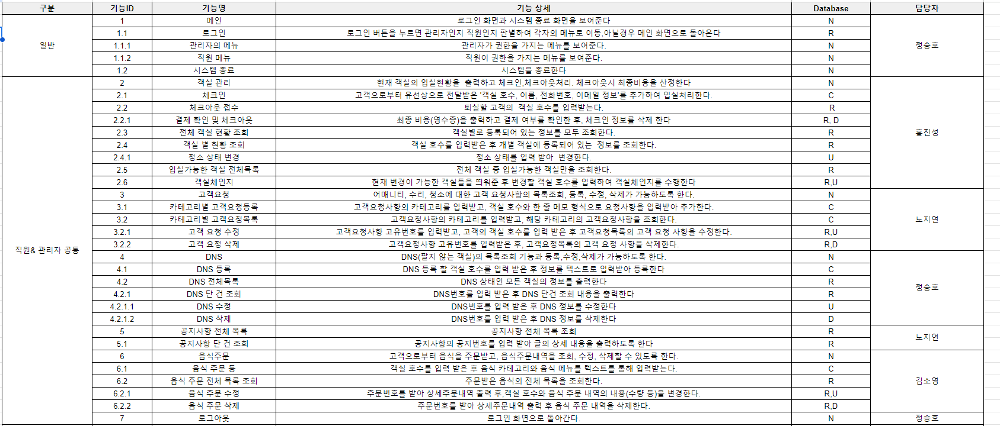 구분 기능ID 기능명 기능 상세 Database 담당자
일반 1 메인 로그인 화면과 시스템 종료 화면을 보여준다 N 정승호
1.1 로그인 로그인 버튼을 누르면 관리자인지 직원인지 판별하여 각자의 메뉴로 이동,아닐경우 메인 화면으로 돌아온다 R
1.1.1 관리자의 메뉴 관리자가 권한을 가지는 메뉴를 보여준다. N
1.1.2 직원 메뉴 직원이 권한을 가지는 메뉴를 보여준다. N
1.2 시스템 종료 시스템을 종료한다 N
직원& 관리자 공통 2 객실 관리 현재 객실의 입실현황을 출력하고 체크인,체크아웃처리. 체크아웃시 최종비용을 산정한다 N 홍진성
2.1 체크인 고객으로부터 유선상으로 전달받은 '객실 호수, 이름, 전화번호, 이메일 정보'를 추가하여 입실처리한다. C
2.2 체크아웃 접수 퇴실할 고객의 객실 호수를 입력받는다. R
2.2.1 결제 확인 및 체크아웃 최종 비용(영수증)을 출력하고 결제 여부를 확인한 후, 체크인 정보를 삭제 한다 R, D
2.3 전체 객실 현황 조회 객실별로 등록되어 있는 정보를 모두 조회한다. R
2.4 객실 별 현황 조회 객실 호수를 입력받은 후 개별 객실에 등록되어 있는 정보를 조회한다. R
2.4.1 청소 상태 변경 청소 상태를 입력 받아 변경한다. U
2.5 입실가능한 객실 전체목록 전체 객실 중 입실가능한 객실만을 조회한다. R
2.6 객실체인지 현재 변경이 가능한 객실들을 띄워준 후 변경할 객실 호수를 입력하여 객실체인지를 수행한다 R,U
3 고객요청 어매니티, 수리, 청소에 대한 고객 요청사항의 목록조회, 등록, 수정, 삭제가 가능하도록 한다. N 노지연
3.1 카테고리별 고객요청등록 고객요청사항의 카테고리를 입력받고, 객실 호수와 한 줄 메모 형식으로 요청사항을 입력받아 추가한다. C
3.2 카테고리별 고객요청목록 고객요청사항의 카테고리를 입력받고, 해당 카테고리의 고객요청사항을 조회한다. C
3.2.1 고객 요청 수정 고객요청사항 고유번호를 입력받고, 고객의 객실 호수를 입력 받은 후 고객요청목록의 고객 요청 사항을 수정한다. R,U
3.2.2 고객 요청 삭제 고객요청사항 고유번호를 입력받은 후, 고객요청목록의 고객 요청 사항을 삭제한다. R,D
4 DNS DNS(팔지 않는 객실)의 목록조회 기능과 등록,수정,삭제가 가능하도록 한다. N 정승호
4.1 DNS 등록 DNS 등록 할 객실 호수를 입력 받은 후 정보를 텍스트로 입력받아 등록한다 C
4.2 DNS 전체목록 DNS 상태인 모든 객실의 정보를 출력한다 R
4.2.1 DNS 단 건 조회 DNS번호를 입력 받은 후 DNS 단건 조회 내용을 출력한다 R
4.2.1.1 DNS 수정 DNS번호를 입력 받은 후 DNS 정보를 수정한다 U
4.2.1.2 DNS 삭제 DNS번호를 입력 받은 후 DNS 정보를 삭제한다 D
5 공지사항 전체 목록 공지사항 전체 목록 조회 R 노지연
5.1 공지사항 단 건 조회 공지사항의 공지번호를 입력 받아 글의 상세 내용을 출력하도록 한다 R
6 음식주문 고객으로부터 음식을 주문받고, 음식주문내역을 조회, 수정, 삭제할 수 있도록 한다. N 김소영
6.1 음식 주문 등 객실 호수를 입력 받은 후 음식 카테고리와 음식 메뉴를 텍스트를 통해 입력받는다. C
6.2 음식 주문 전체 목록 조회 주문받은 음식의 전체 목록을 조회한다. R
6.2.1 음식 주문 수정 주문번호를 받아 상세주문내역 출력 후,객실 호수와 음식 주문 내역의 내용(수량 등)을 변경한다. R,U
6.2.2 음식 주문 삭제 주문번호를 받아 상세주문내역 출력 후 음식 주문 내역을 삭제한다. R,D
7 로그아웃 로그인 화면으로 돌아간다. N 정승호